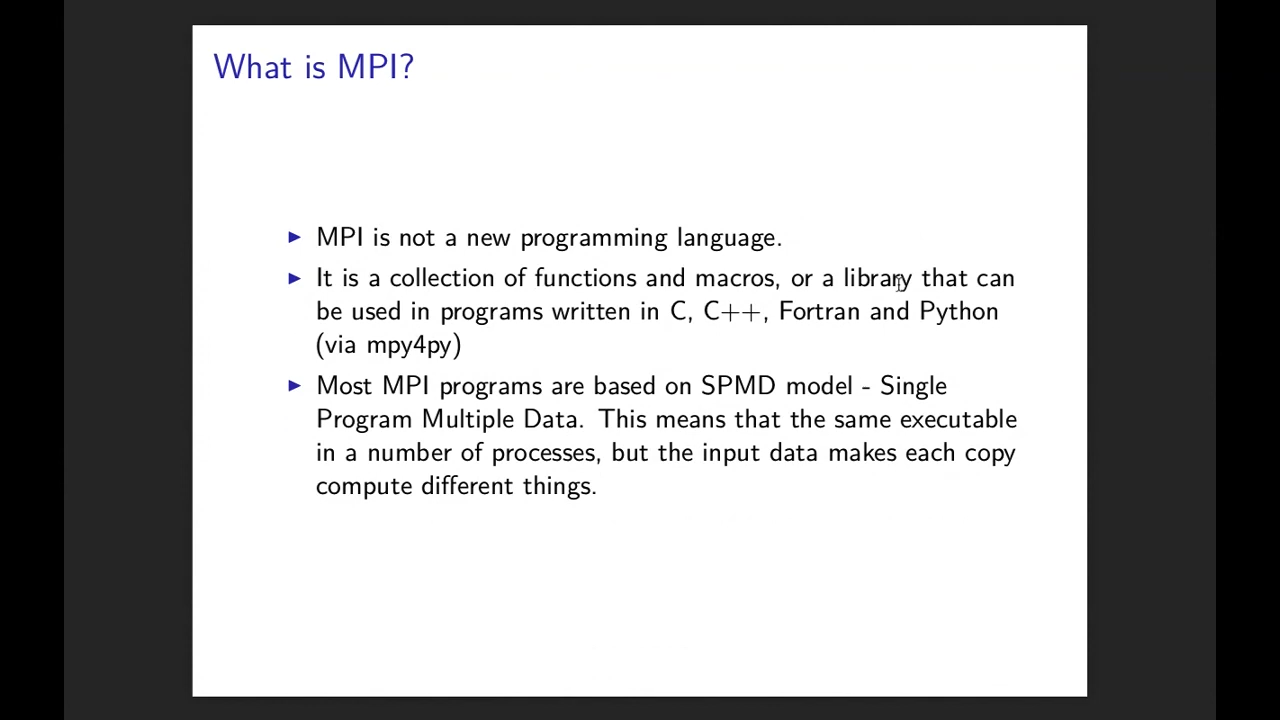 What is MPI?
▶ MPI is not a new programming language.
▶ It is a collection of functions and macros, or a library that can
be used in programs written in C, C++, Fortran and Python
(via mpy4py)
▶ Most MPI programs are based on SPMD model - Single
Program Multiple Data. This means that the same executable
in a number of processes, but the input data makes each copy
compute different things.